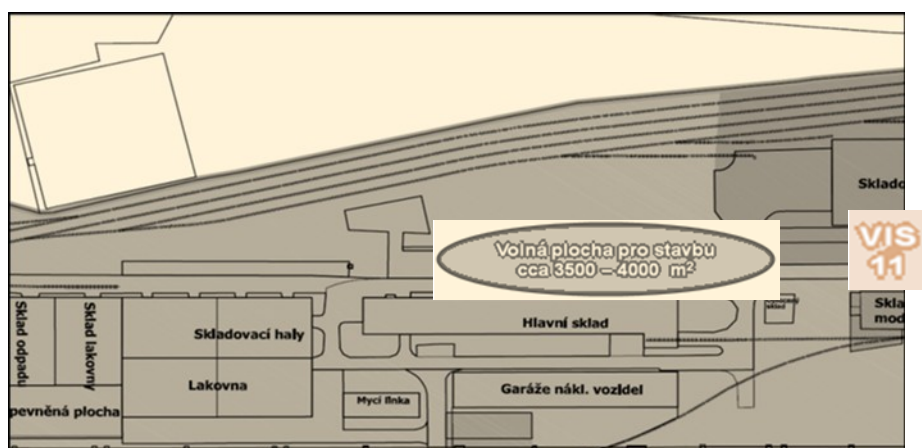 Sklado
Volná plocha pro stavbu
cca 3500 – 4000 m²
VIS
11
Skla
mod
Hlavní sklad
Skladovací haly
Sklad odpadu
Sklad lakovny
Lakovna
Mycí linka
Garáže nákl. vozidel
pevněná plocha